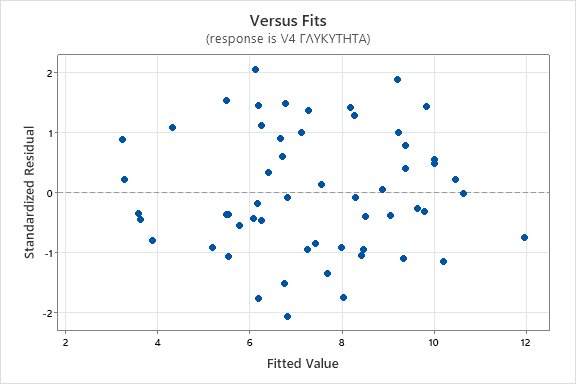 Versus Fits
(response is V4 ΓΛΥΚΥΤΗΤΑ)
Standardized Residual
2
1
0
-1
-2
2 4 6 8 10 12
Fitted Value